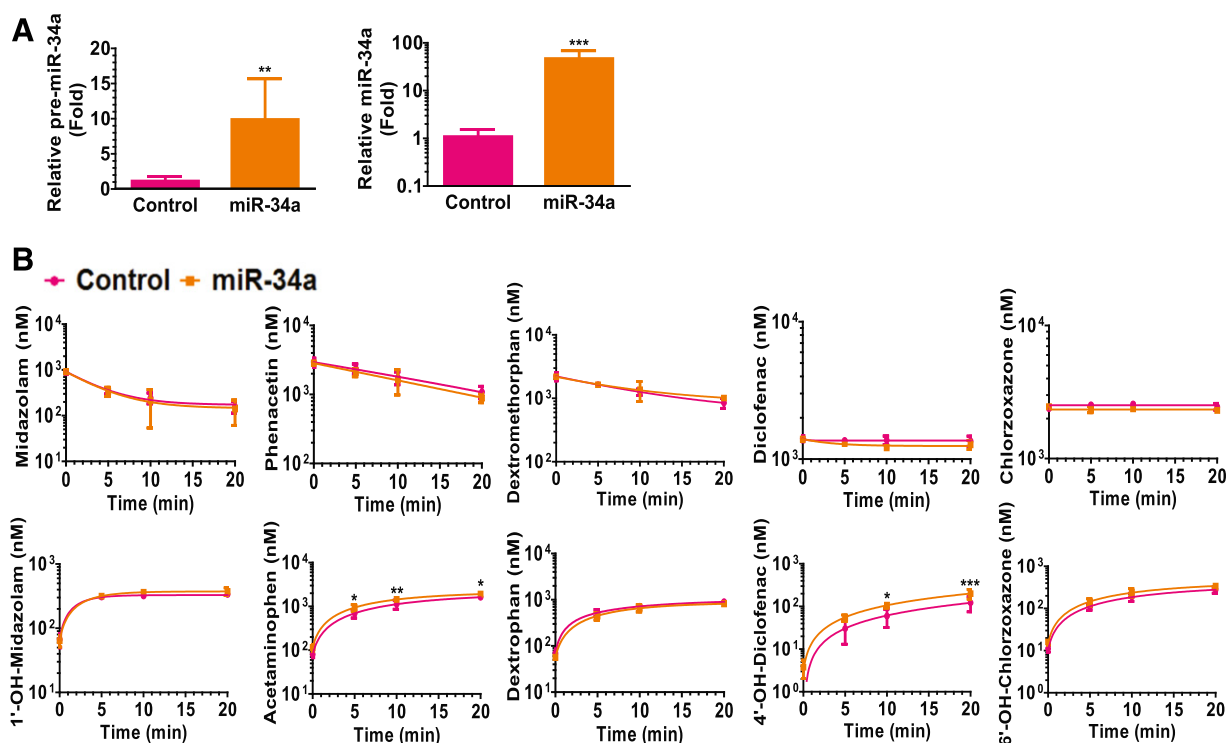 A
Relative pre-miR-34a
(Fold)
20
15
10
5
0
**
Control
miR-34a
Relative miR-34a
(Fold)
100
10
1
0.1
***
Control
miR-34a
B
Control
miR-34a
Midazolam (nM)
10⁴
10³
10²
10¹
0 5 10 15 20
Time (min)
Phenacetin (nM)
10⁴
10³
10²
0 5 10 15 20
Time (min)
Dextromethorphan (nM)
10⁴
10³
10²
0 5 10 15 20
Time (min)
Diclofenac (nM)
10⁴
10³
0 5 10 15 20
Time (min)
Chlorzoxazone (nM)
10⁴
10³
0 5 10 15 20
Time (min)
1'-OH-Midazolam (nM)
10³
10²
10¹
0 5 10 15 20
Time (min)
Acetaminophen (nM)
10⁴
10³
10²
10¹
* ** *
0 5 10 15 20
Time (min)
Dextrophan (nM)
10⁴
10³
10²
10¹
0 5 10 15 20
Time (min)
4'-OH-Diclofenac (nM)
10³
10²
10¹
10⁰
* ***
0 5 10 15 20
Time (min)
6'-OH-Chlorzoxazone (nM)
10³
10²
10¹
10⁰
0 5 10 15 20
Time (min)